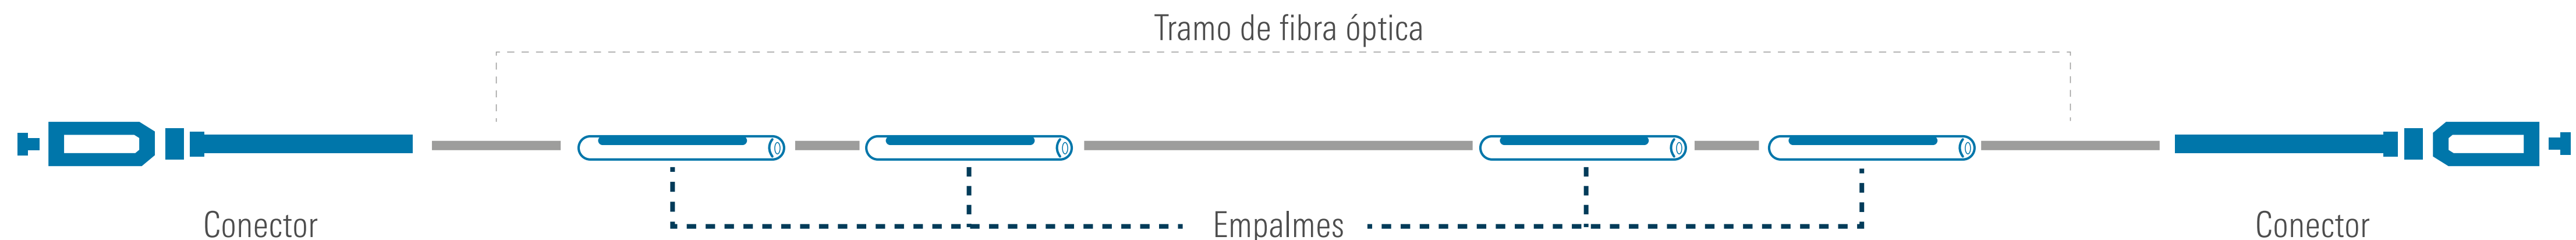 Tramo de fibra óptica
Conector
Empalmes
Conector